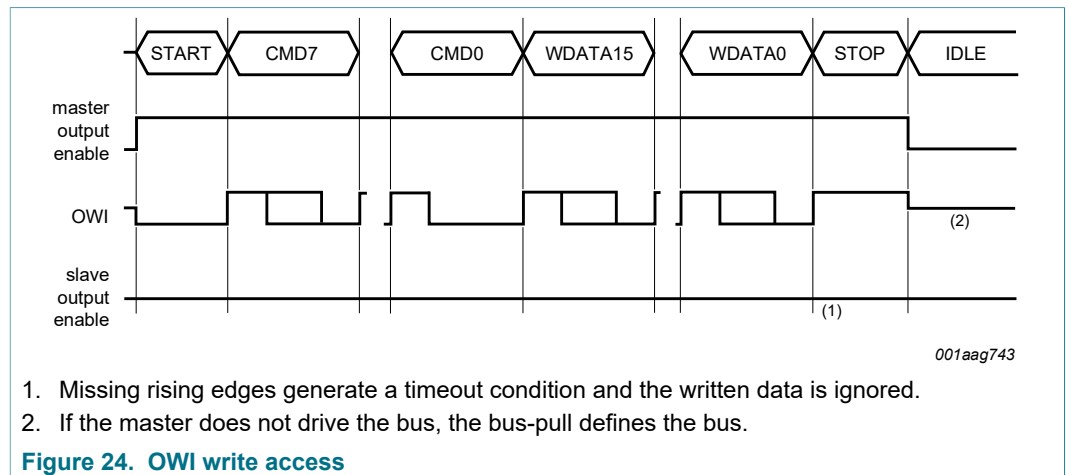 START CMD7 CMD0 WDATA15 WDATA0 STOP IDLE
master
output
enable
OWI
(2)
slave
output
enable
(1)
001aag743
1. Missing rising edges generate a timeout condition and the written data is ignored.
2. If the master does not drive the bus, the bus-pull defines the bus.
Figure 24. OWI write access